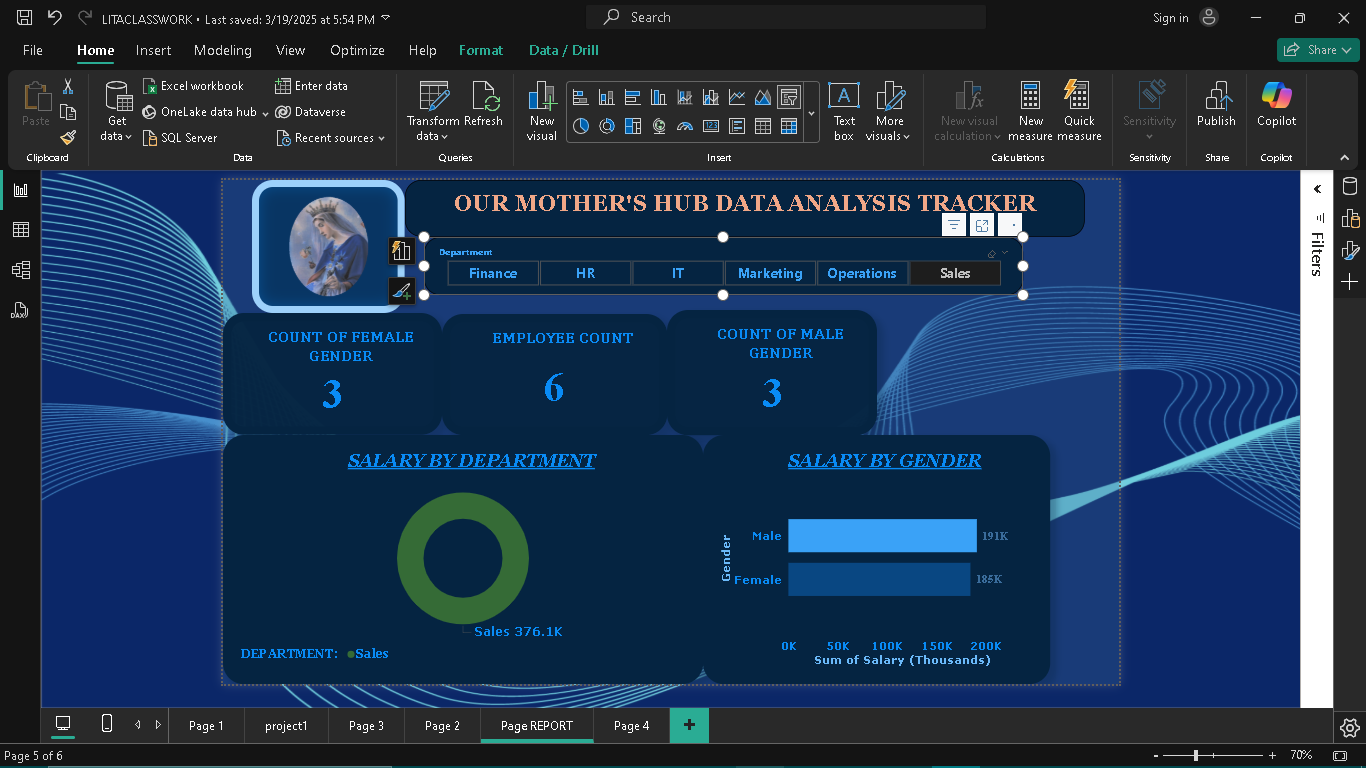 LITACLASSWORK • Last saved: 3/19/2025 at 5:54 PM
Search
Sign in
File Home Insert Modeling View Optimize Help Format Data / Drill
Share
Paste
Clipboard
Get data
Excel workbook
OneLake data hub
SQL Server
Enter data
Dataverse
Recent sources
Data
Transform data
Refresh
Queries
New visual
Text box
More visuals
Insert
New visual calculation
New measure
Quick measure
Calculations
Sensitivity
Sensitivity
Publish
Share
Copilot
Copilot
DAX
123
A
OUR MOTHER'S HUB DATA ANALYSIS TRACKER
Department
Finance HR IT Marketing Operations Sales
COUNT OF FEMALE
GENDER
3
EMPLOYEE COUNT
6
COUNT OF MALE
GENDER
3
SALARY BY DEPARTMENT
Sales 376.1K
DEPARTMENT: Sales
SALARY BY GENDER
Gender
Male 191K
Female 185K
0K 50K 100K 150K 200K
Sum of Salary (Thousands)
Filters
Page 1 project1 Page 3 Page 2 Page REPORT Page 4 +
Page 5 of 6
- + 70%